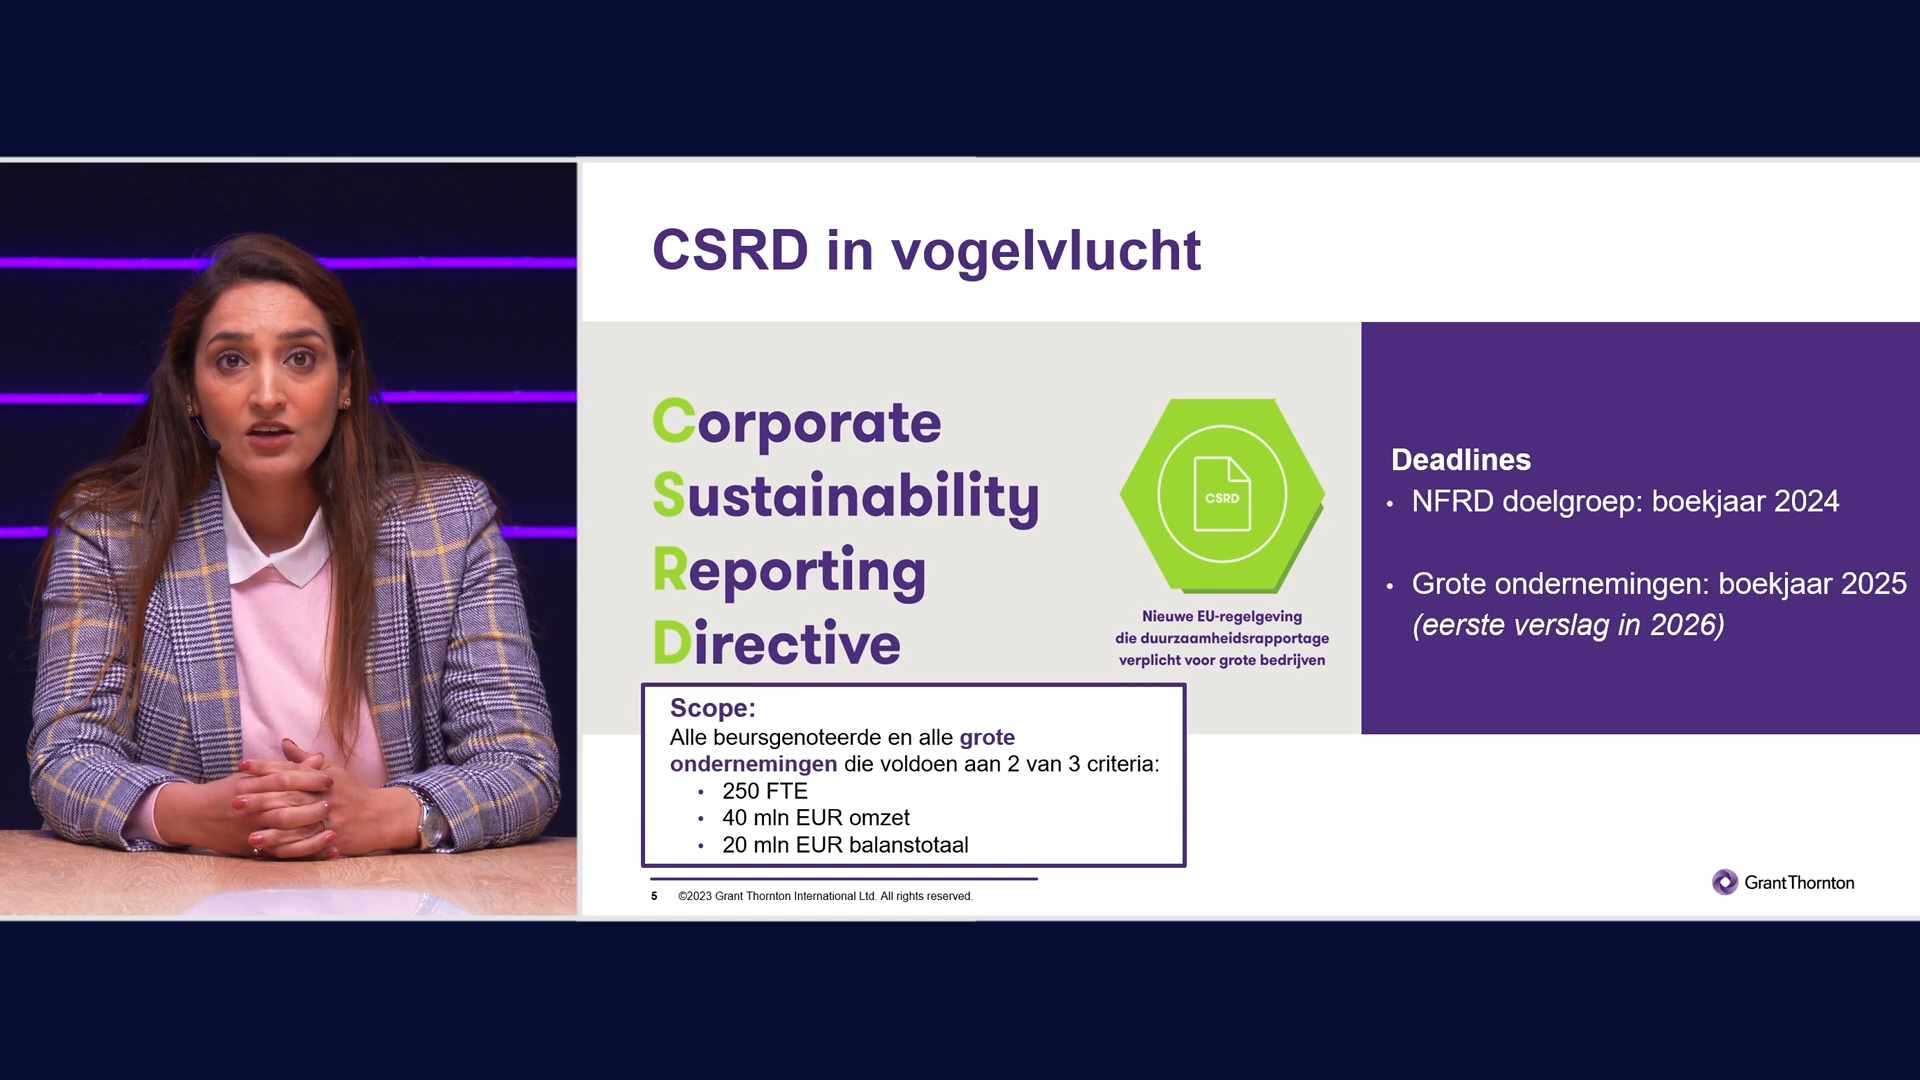 CSRD in vogelvlucht
Corporate
Sustainability
Reporting
Directive
CSRD
Nieuwe EU-regelgeving
die duurzaamheidsrapportage
verplicht voor grote bedrijven
Deadlines
• NFRD doelgroep: boekjaar 2024
• Grote ondernemingen: boekjaar 2025
(eerste verslag in 2026)
Scope:
Alle beursgenoteerde en alle grote
ondernemingen die voldoen aan 2 van 3 criteria:
• 250 FTE
• 40 mln EUR omzet
• 20 mln EUR balanstotaal
5 ©2023 Grant Thornton International Ltd. All rights reserved.
GrantThornton